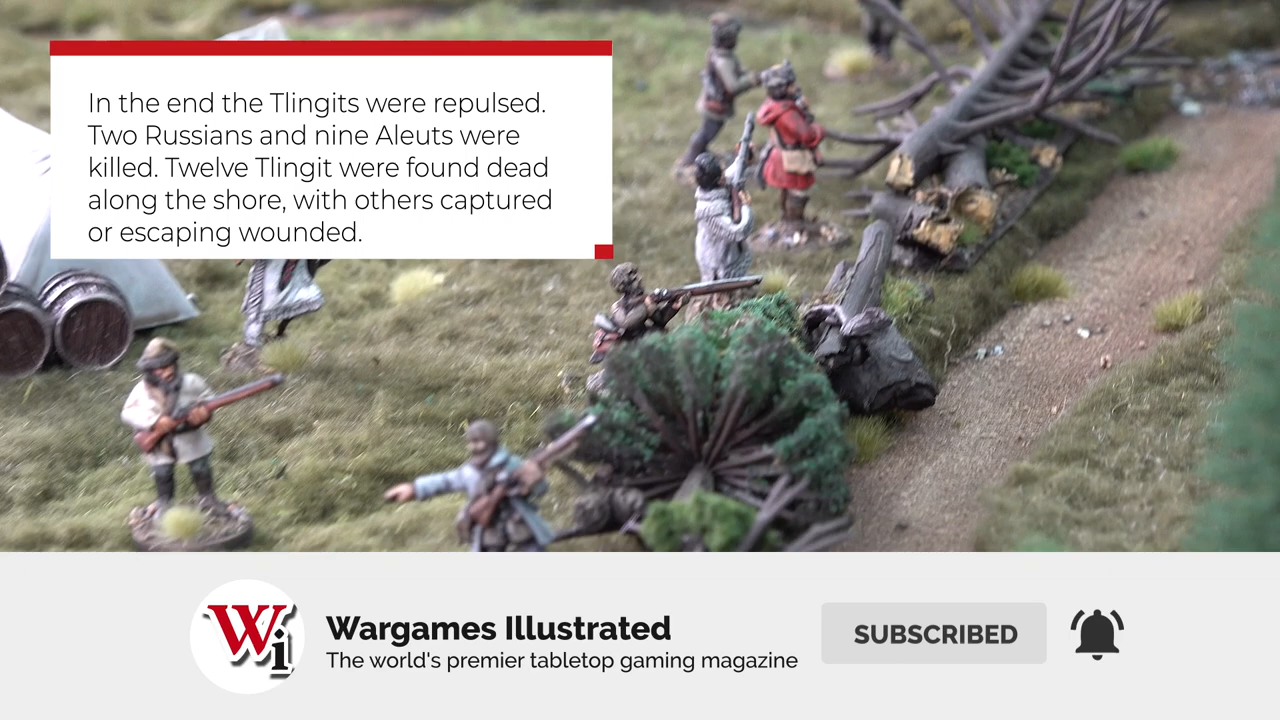 In the end the Tlingits were repulsed.
Two Russians and nine Aleuts were
killed. Twelve Tlingit were found dead
along the shore, with others captured
or escaping wounded.
Wi
Wargames Illustrated
The world's premier tabletop gaming magazine
SUBSCRIBED